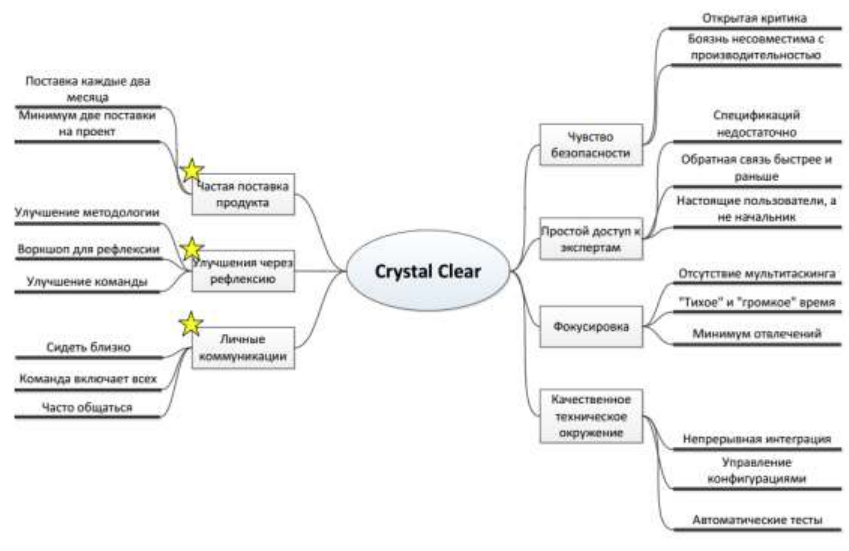 Поставка каждые два
месяца
Минимум две поставки
на проект
Частая поставка
продукта
Улучшение методологии
Воркшоп для рефлексии
Улучшение команды
Улучшения через
рефлексию
Сидеть близко
Команда включает всех
Часто общаться
Личные
коммуникации
Crystal Clear
Чувство
безопасности
Открытая критика
Боязнь несовместима с
производительностью
Простой доступ к
экспертам
Спецификаций
недостаточно
Обратная связь быстрее и
раньше
Настоящие пользователи, а
не начальник
Фокусировка
Отсутствие мультитаскинга
"Тихое" и "громкое" время
Минимум отвлечений
Качественное
техническое
окружение
Непрерывная интеграция
Управление
конфигурациями
Автоматические тесты